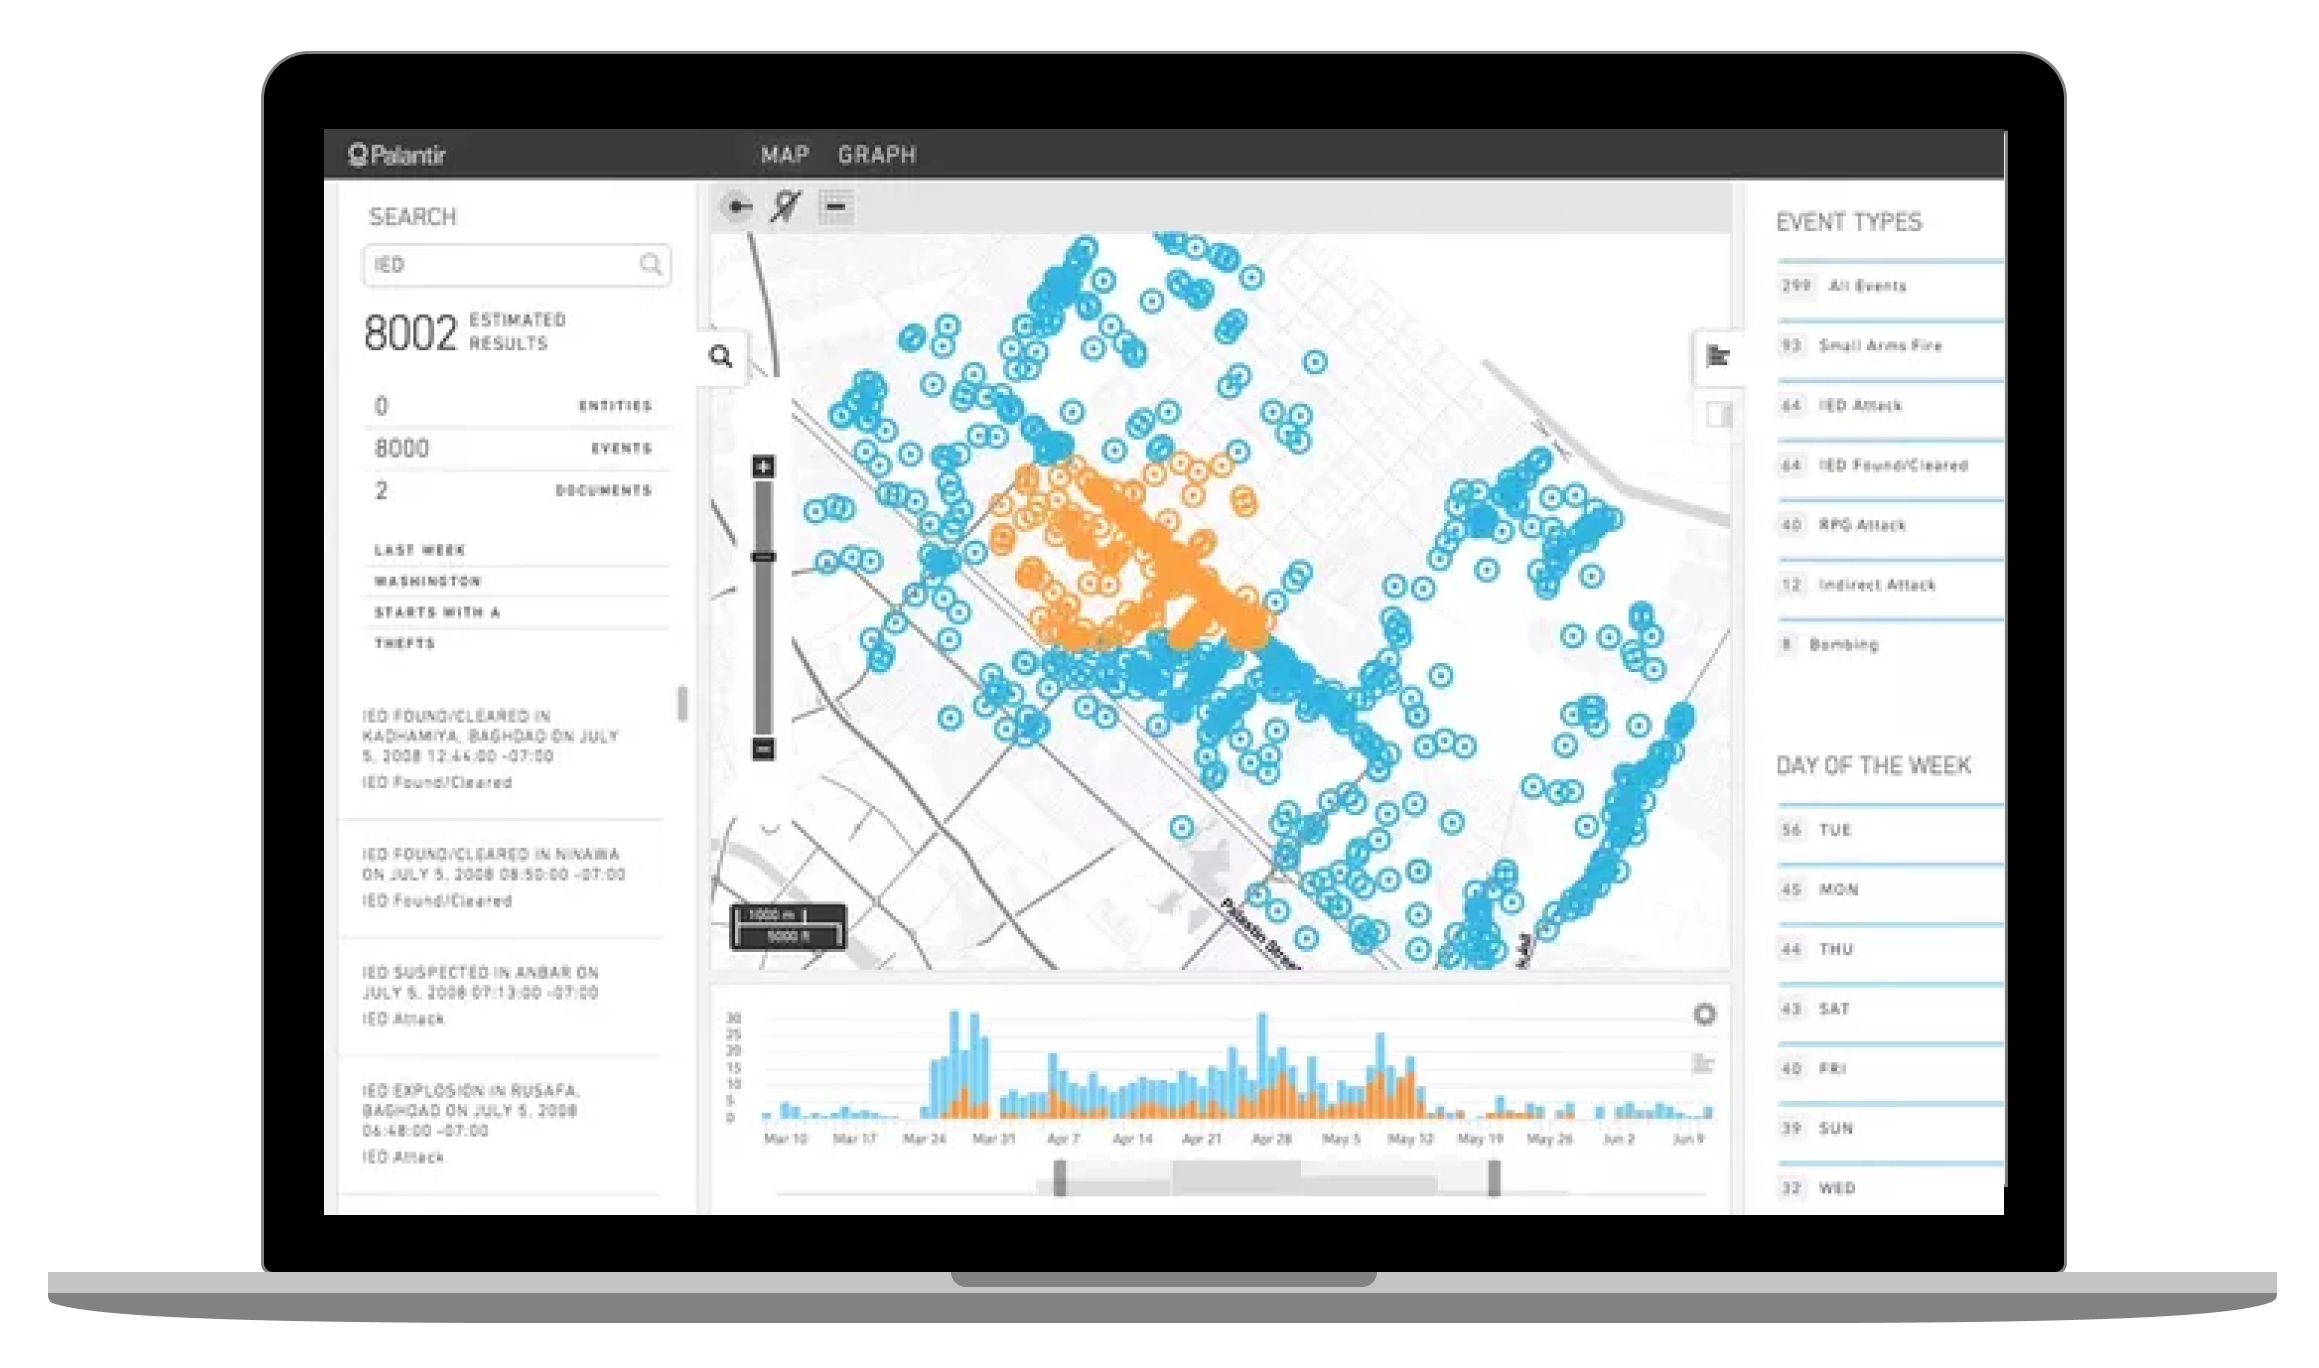 Palantir
MAP GRAPH
SEARCH
IED
8002 ESTIMATED
RESULTS
0 ENTITIES
8000 EVENTS
2 DOCUMENTS
LAST WEEK
WASHINGTON
STARTS WITH A
THEFTS
IED FOUND/CLEARED IN
KADHAMIYA, BAGHDAD ON JULY
5, 2008 12:44:00 -07:00
IED Found/Cleared
IED FOUND/CLEARED IN NINAWA
ON JULY 5, 2008 08:50:00 -07:00
IED Found/Cleared
IED SUSPECTED IN ANBAR ON
JULY 5, 2008 07:13:00 -07:00
IED Attack
IED EXPLOSION IN RUSAFA,
BAGHDAD ON JULY 5, 2008
06:48:00 -07:00
IED Attack
1000 m
5000 ft
Palastin Street
30
25
20
15
10
5
0
Mar 10 Mar 17 Mar 24 Mar 31 Apr 7 Apr 14 Apr 21 Apr 28 May 5 May 12 May 19 May 26 Jun 2 Jun 9
EVENT TYPES
299 All Events
93 Small Arms Fire
64 IED Attack
64 IED Found/Cleared
40 RPG Attack
12 Indirect Attack
8 Bombing
DAY OF THE WEEK
56 TUE
45 MON
44 THU
43 SAT
40 FRI
39 SUN
32 WED